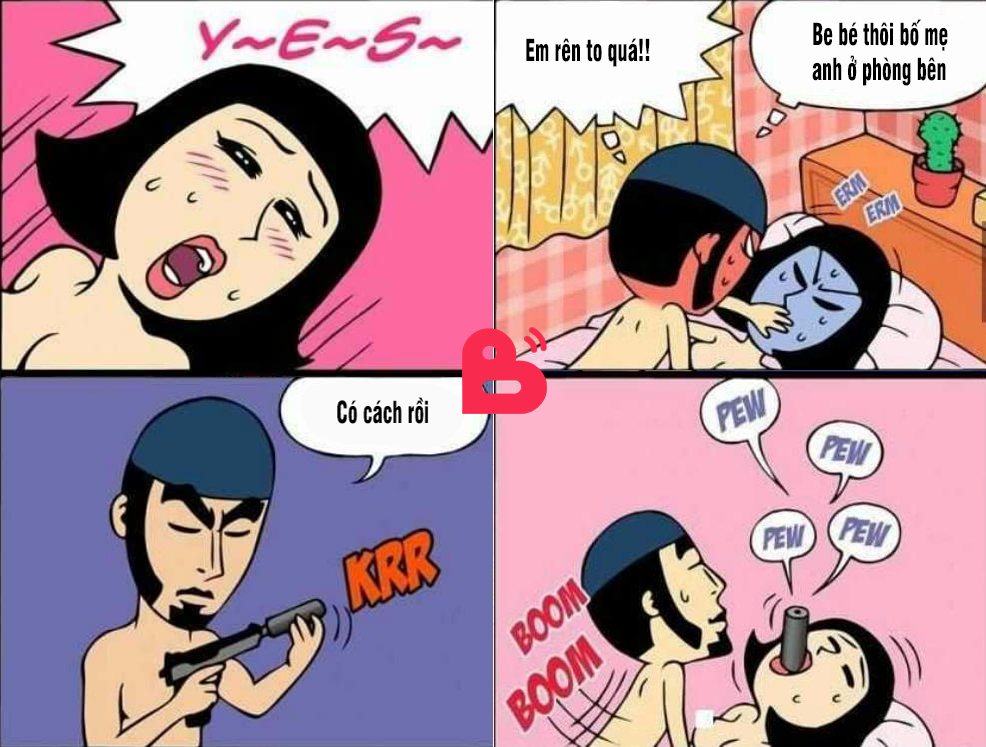 Y~E~S~
Em rên to quá!!
Be bé thôi bố mẹ
anh ở phòng bên
ERM
ERM
Có cách rồi
KRR
PEW
PEW
PEW
PEW
BOOM
BOOM
B